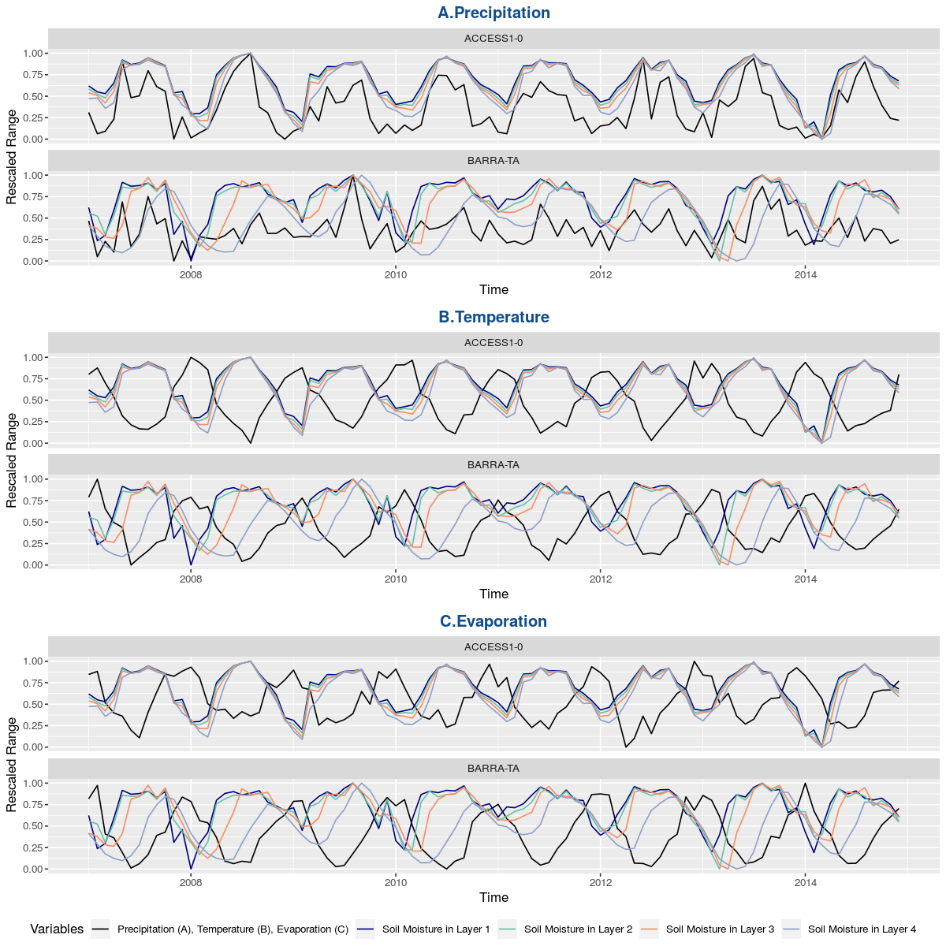 A.Precipitation
ACCESS1-0
1.00
0.75
0.50
0.25
0.00
BARRA-TA
1.00
0.75
0.50
0.25
0.00
Rescaled Range
2008 2010 2012 2014
Time
B.Temperature
ACCESS1-0
1.00
0.75
0.50
0.25
0.00
BARRA-TA
1.00
0.75
0.50
0.25
0.00
Rescaled Range
2008 2010 2012 2014
Time
C.Evaporation
ACCESS1-0
1.00
0.75
0.50
0.25
0.00
BARRA-TA
1.00
0.75
0.50
0.25
0.00
Rescaled Range
2008 2010 2012 2014
Time
Variables Precipitation (A), Temperature (B), Evaporation (C) Soil Moisture in Layer 1 Soil Moisture in Layer 2 Soil Moisture in Layer 3 Soil Moisture in Layer 4